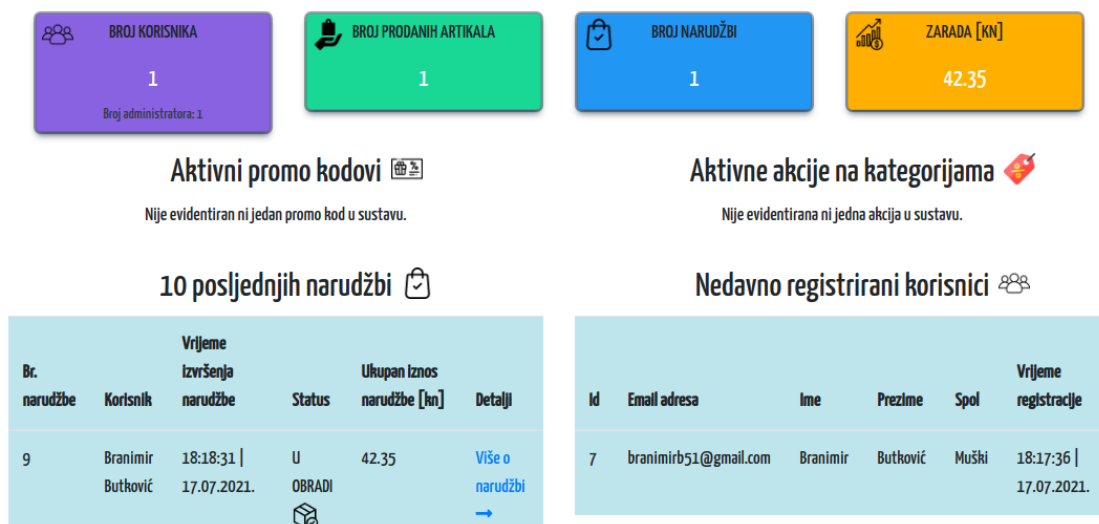 BROJ KORISNIKA
1
Broj administratora: 1
BROJ PRODANIH ARTIKALA
1
BROJ NARUDŽBI
1
ZARADA [KN]
42.35
Aktivni promo kodovi
Nije evidentiran ni jedan promo kod u sustavu.
Aktivne akcije na kategorijama
Nije evidentirana ni jedna akcija u sustavu.
10 posljednjih narudžbi
Br. narudžbe Korisnik Vrijeme izvršenja narudžbe Status Ukupan iznos narudžbe [kn] Detalji
9 Branimir Butković 18:18:31 | 17.07.2021. U OBRADI 42.35 Više o narudžbi
Nedavno registrirani korisnici
Id Email adresa Ime Prezime Spol Vrijeme registracije
7 branimirb51@gmail.com Branimir Butković Muški 18:17:36 | 17.07.2021.